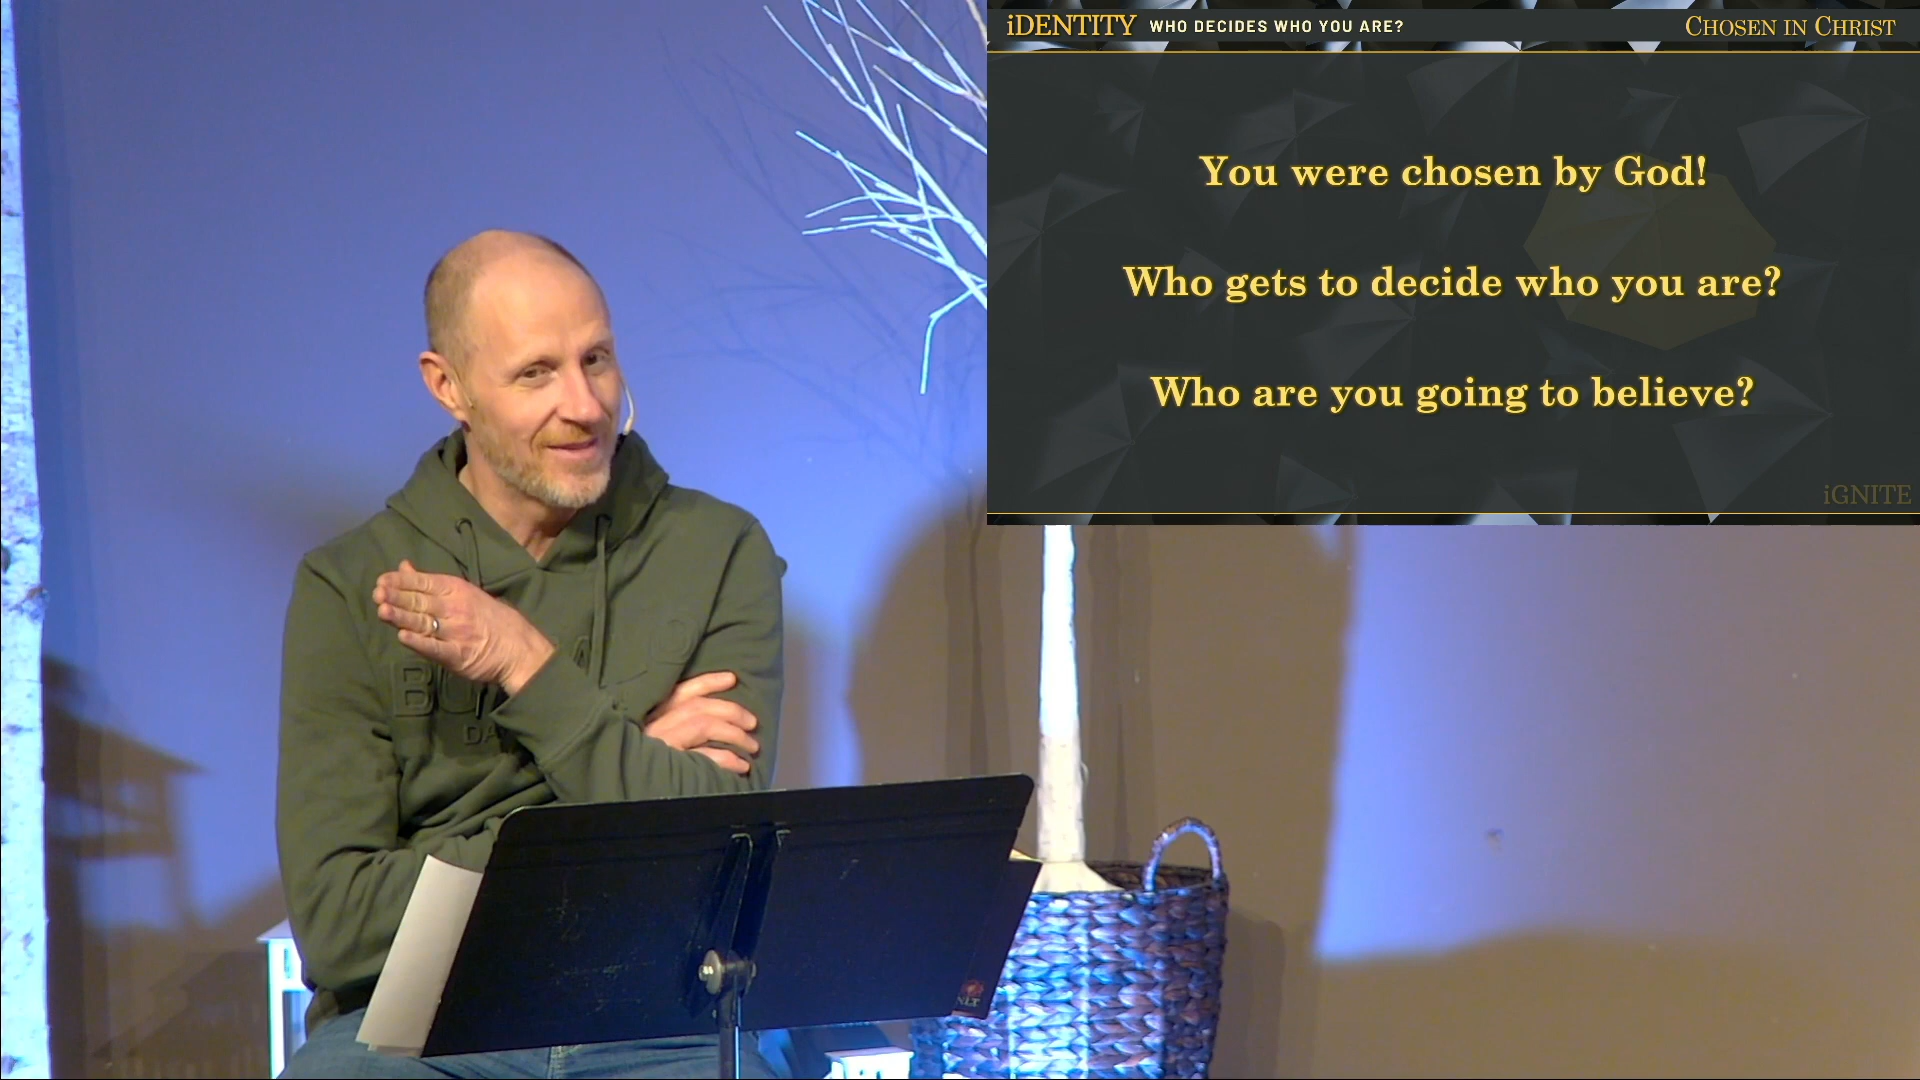 iDENTITY WHO DECIDES WHO YOU ARE? CHOSEN IN CHRIST
You were chosen by God!
Who gets to decide who you are?
Who are you going to believe?
iGNITE
NLT